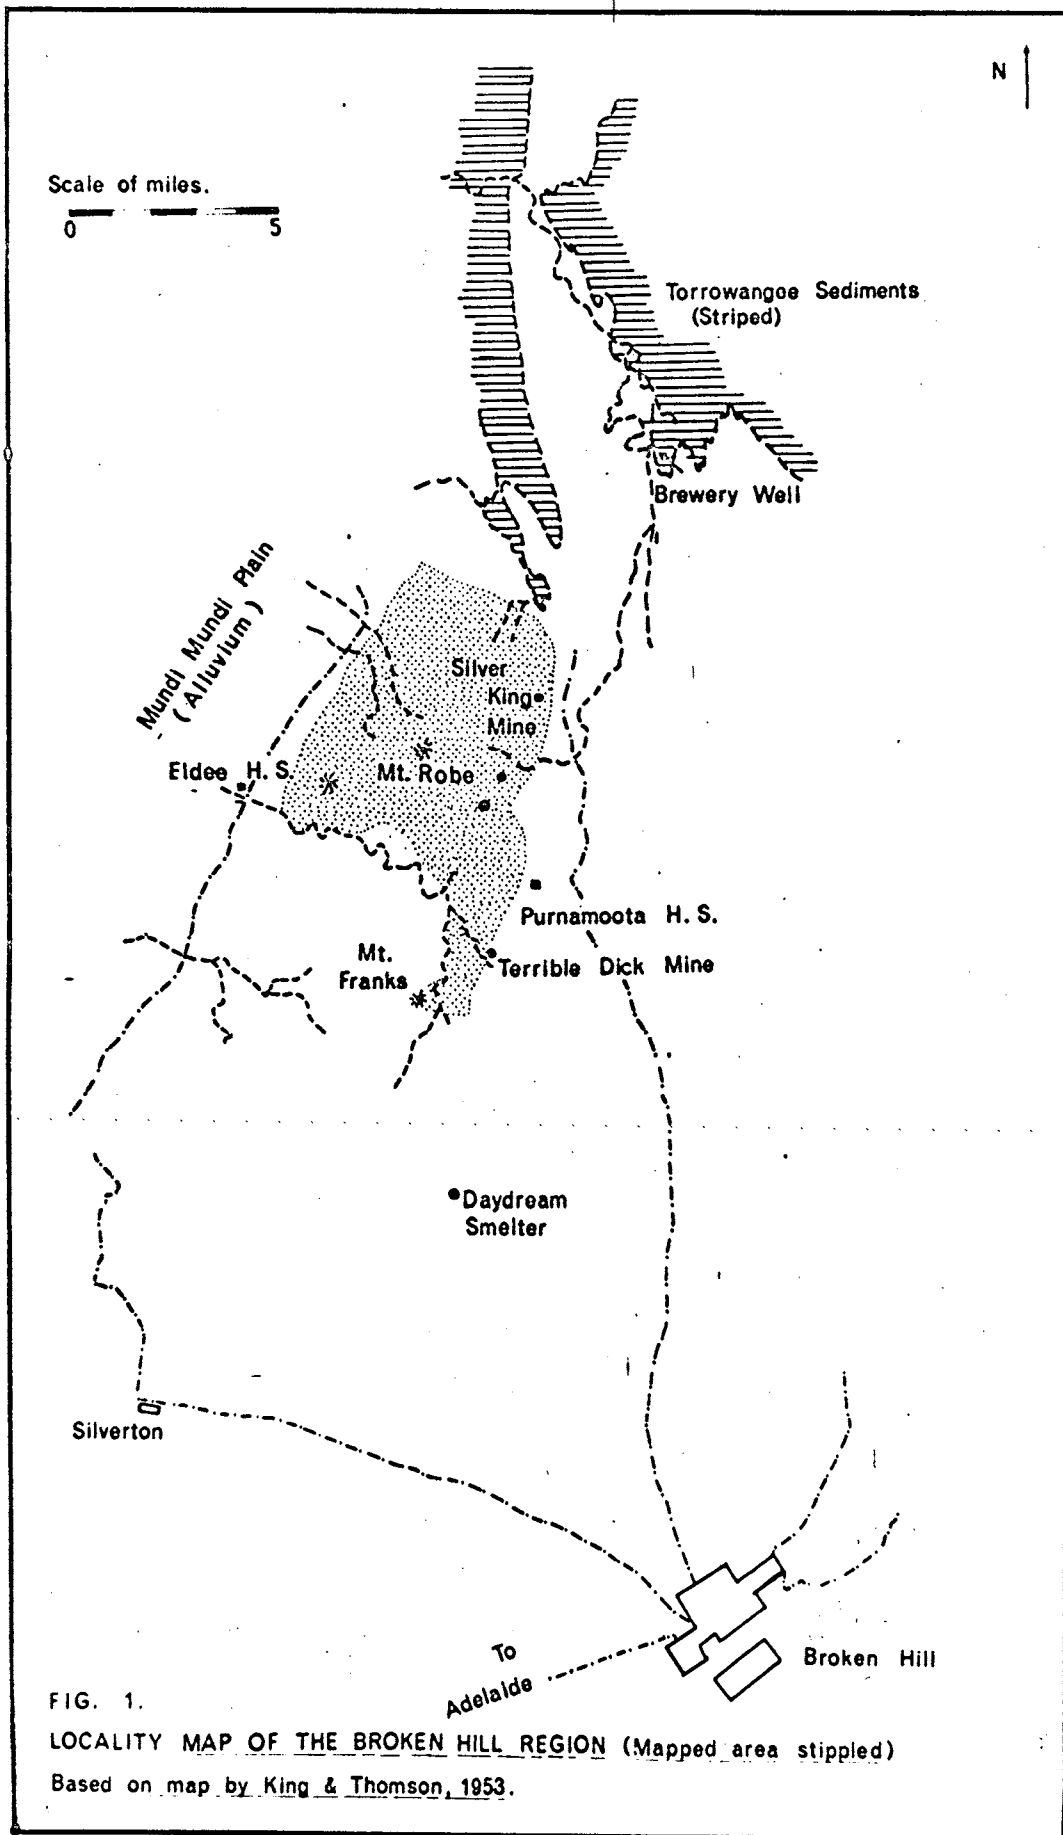 N
Scale of miles.
0 5
Torrowangee Sediments
(Striped)
Brewery Well
Mundi Mundi Plain
(Alluvium)
Silver
King
Mine
Eldee H. S.
Mt. Robe
Purnamoota H. S.
Mt.
Franks
Terrible Dick Mine
Daydream
Smelter
Silverton
To
Adelaide
Broken Hill
FIG. 1.
LOCALITY MAP OF THE BROKEN HILL REGION (Mapped area stippled)
Based on map by King & Thomson, 1953.